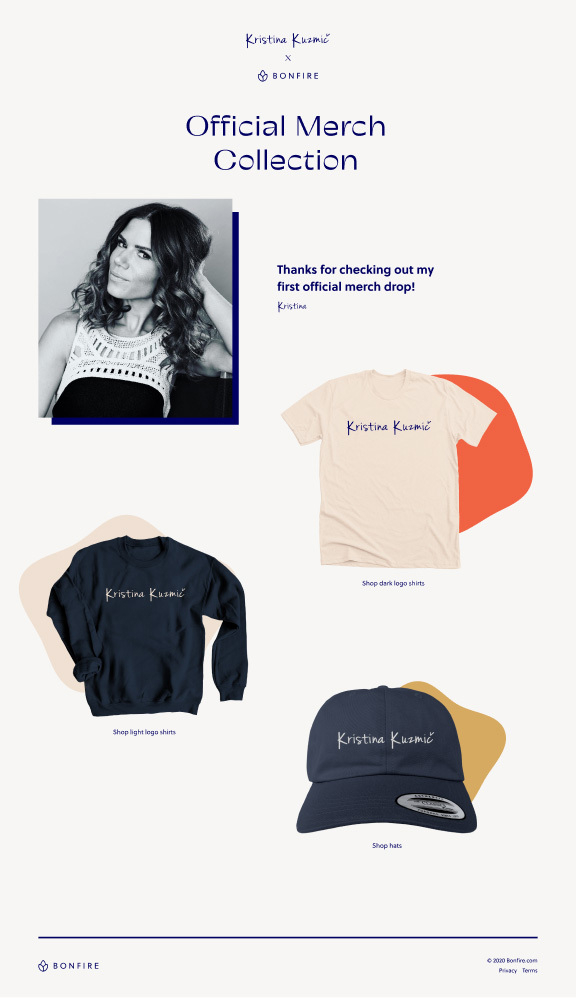 Kristina Kuzmič
X
BONFIRE
Official Merch
Collection
Thanks for checking out my
first official merch drop!
Kristina
Kristina Kuzmič
Shop dark logo shirts
Kristina Kuzmič
Shop light logo shirts
Kristina Kuzmič
Shop hats
BONFIRE
© 2020 Bonfire.com
Privacy Terms